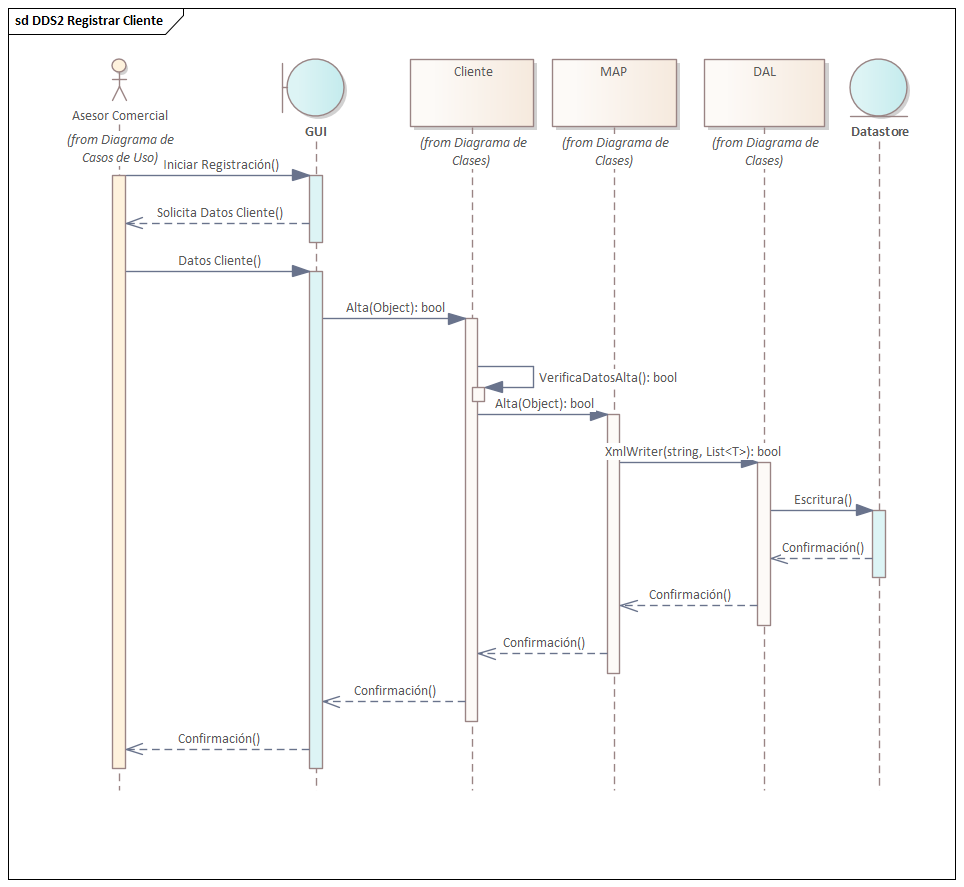 sd DDS2 Registrar Cliente
Asesor Comercial
(from Diagrama de
Casos de Uso)
GUI
Cliente
(from Diagrama de
Clases)
MAP
(from Diagrama de
Clases)
DAL
(from Diagrama de
Clases)
Datastore
Iniciar Registración()
Solicita Datos Cliente()
Datos Cliente()
Alta(Object): bool
VerificaDatosAlta(): bool
Alta(Object): bool
XmlWriter(string, List<T>): bool
Escritura()
Confirmación()
Confirmación()
Confirmación()
Confirmación()
Confirmación()